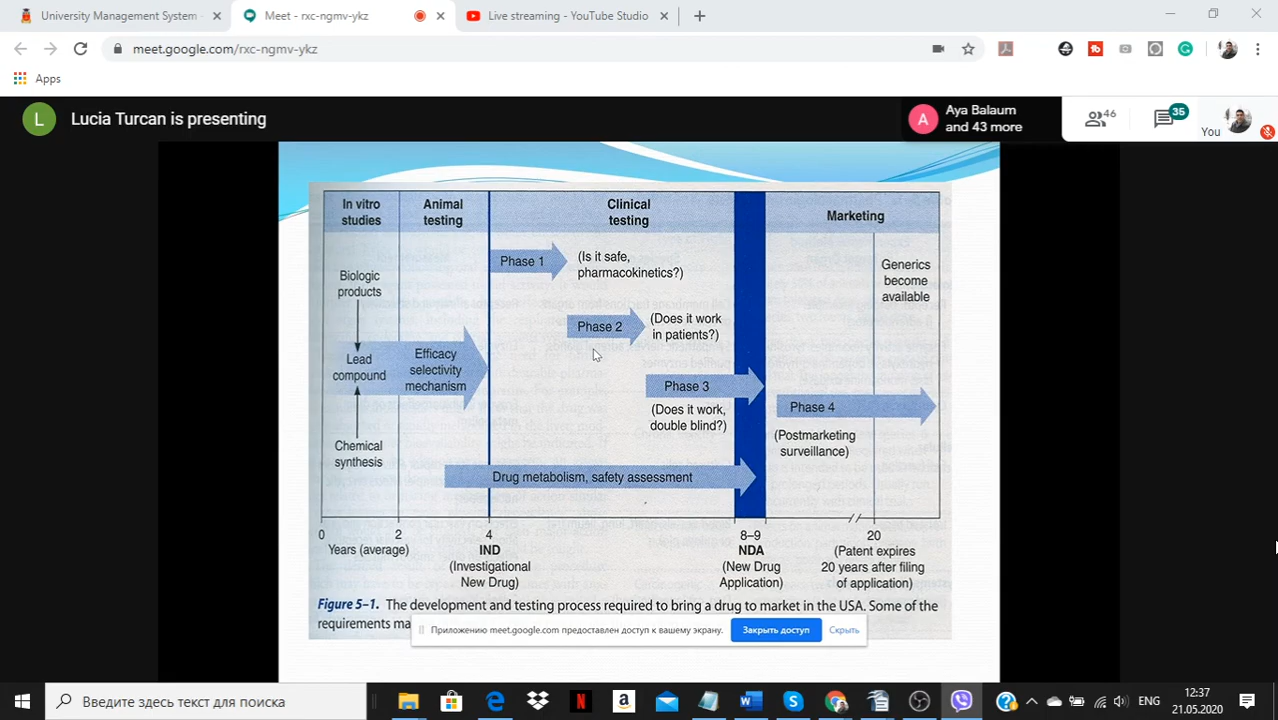 University Management System -
Meet - rxc-ngmv-ykz
Live streaming - YouTube Studio
meet.google.com/rxc-ngmv-ykz
Apps
L
Lucia Turcan is presenting
A
Aya Balaum
and 43 more
46
35
You
In vitro
studies
Animal
testing
Clinical
testing
Marketing
Phase 1
(Is it safe,
pharmacokinetics?)
Generics
become
available
Biologic
products
Phase 2
(Does it work
in patients?)
Lead
compound
Efficacy
selectivity
mechanism
Phase 3
(Does it work,
double blind?)
Phase 4
(Postmarketing
surveillance)
Chemical
synthesis
Drug metabolism, safety assessment
0
2
4
8–9
20
Years (average)
IND
(Investigational
New Drug)
NDA
(New Drug
Application)
(Patent expires
20 years after filing
of application)
Figure 5–1. The development and testing process required to bring a drug to market in the USA. Some of the
requirements ma
Приложению meet.google.com предоставлен доступ к вашему экрану.
Закрыть доступ
Скрыть
Введите здесь текст для поиска
ENG
12:37
21.05.2020